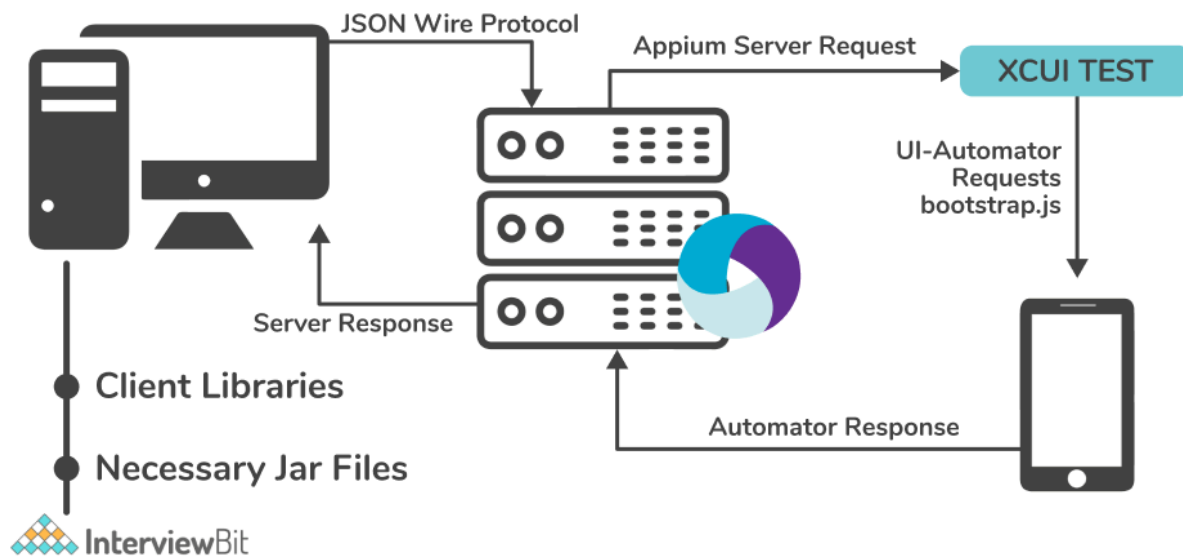 JSON Wire Protocol
Appium Server Request
XCUI TEST
UI-Automator
Requests
bootstrap.js
Server Response
Client Libraries
Automator Response
Necessary Jar Files
InterviewBit